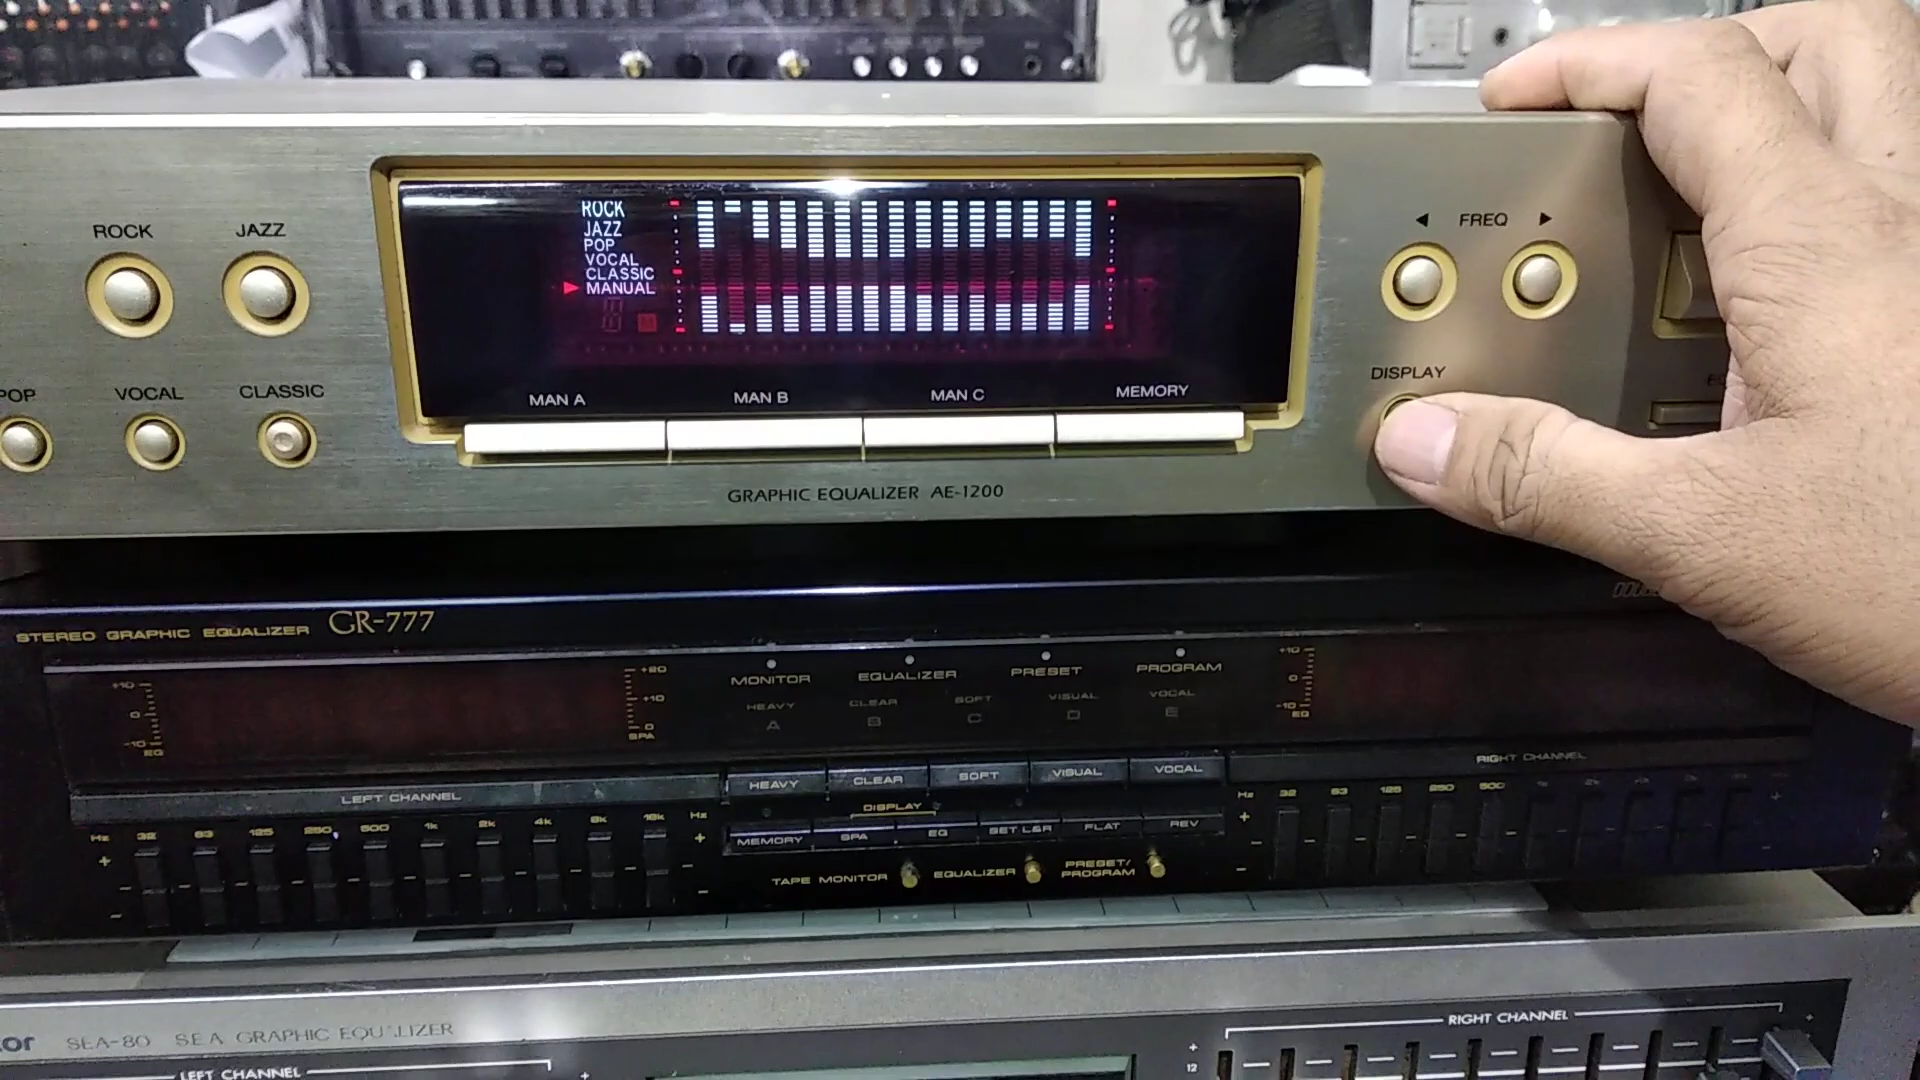 ROCK JAZZ
POP VOCAL CLASSIC
ROCK
JAZZ
POP
VOCAL
CLASSIC
MANUAL
MAN A MAN B MAN C MEMORY
GRAPHIC EQUALIZER AE-1200
◀ FREQ ▶
DISPLAY
STEREO GRAPHIC EQUALIZER GR-777
+10
0
-10
EQ
+20
+10
0
SPA
MONITOR EQUALIZER PRESET PROGRAM
HEAVY CLEAR SOFT VISUAL VOCAL
A B C D E
+10
0
-10
EQ
LEFT CHANNEL
HEAVY CLEAR SOFT VISUAL VOCAL
RIGHT CHANNEL
DISPLAY
MEMORY SPA EQ SET L&R FLAT REV
TAPE MONITOR EQUALIZER PRESET/
PROGRAM
Hz 32 63 125 250 500 1k 2k 4k 8k 16k Hz
Hz 32 63 125 250 500 1k 2k
SEA-80 S.E.A GRAPHIC EQUALIZER
LEFT CHANNEL
RIGHT CHANNEL
+
12